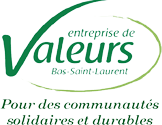 entreprise de
Valeurs
Bas-Saint-Laurent
Pour des communautés
solidaires et durables